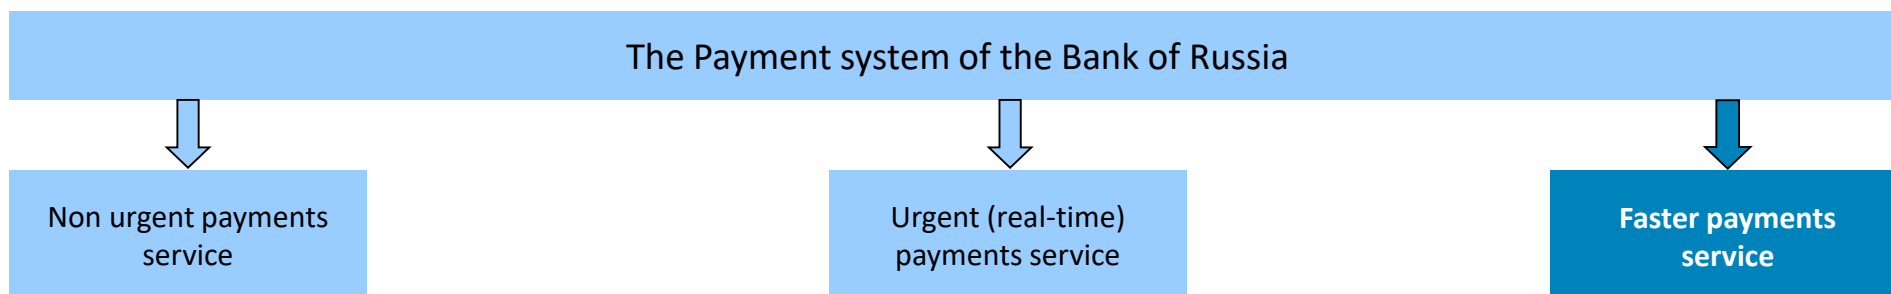 The Payment system of the Bank of Russia
Non urgent payments
service
Urgent (real-time)
payments service
Faster payments
service